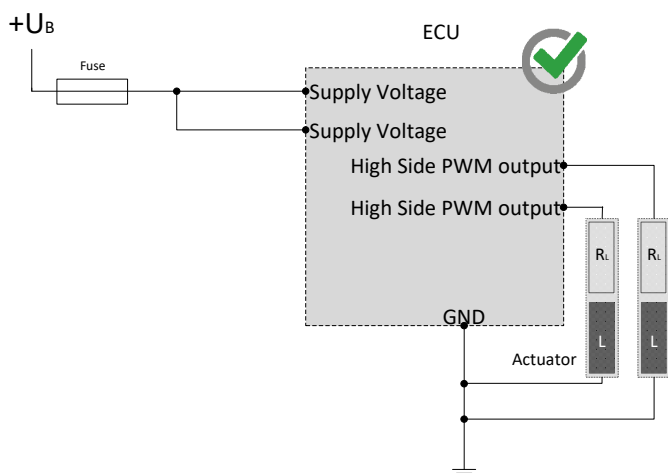 +UB
ECU
Fuse
Supply Voltage
Supply Voltage
High Side PWM output
High Side PWM output
RL
RL
GND
L
L
Actuator